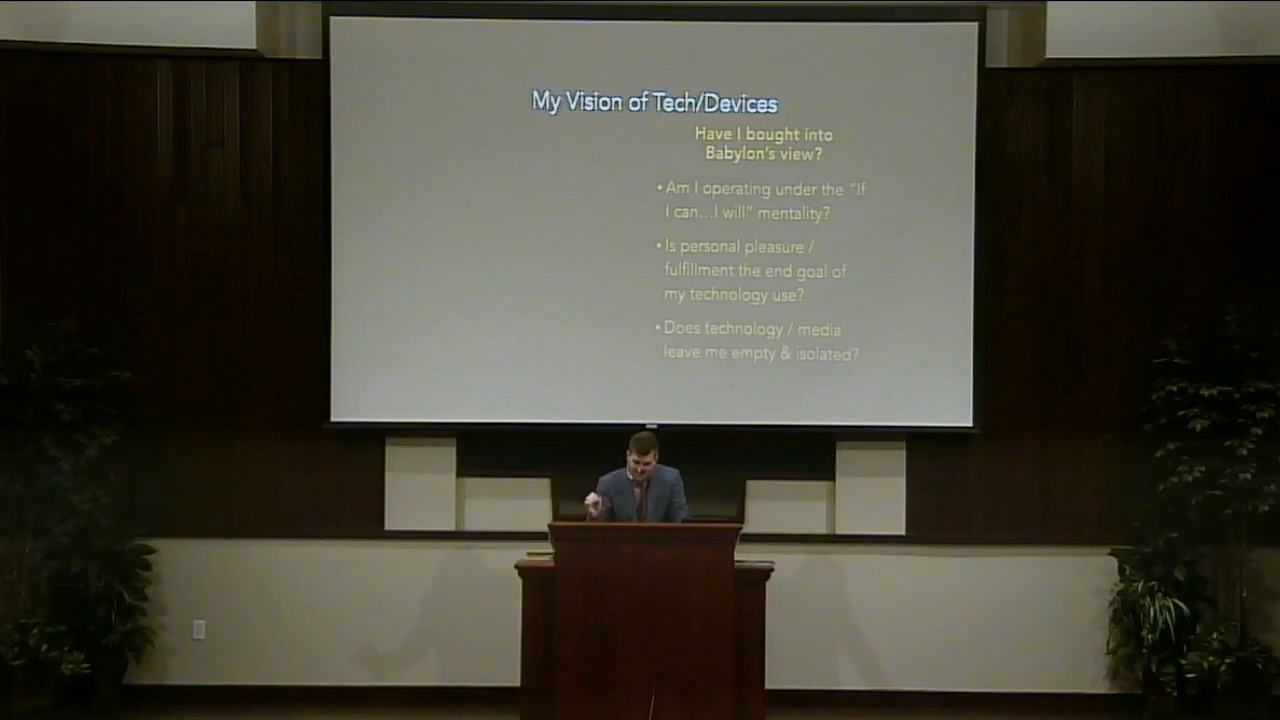 My Vision of Tech/Devices
Have I bought into
Babylon's view?
• Am I operating under the "If
I can...I will" mentality?
• Is personal pleasure /
fulfillment the end goal of
my technology use?
• Does technology / media
leave me empty & isolated?